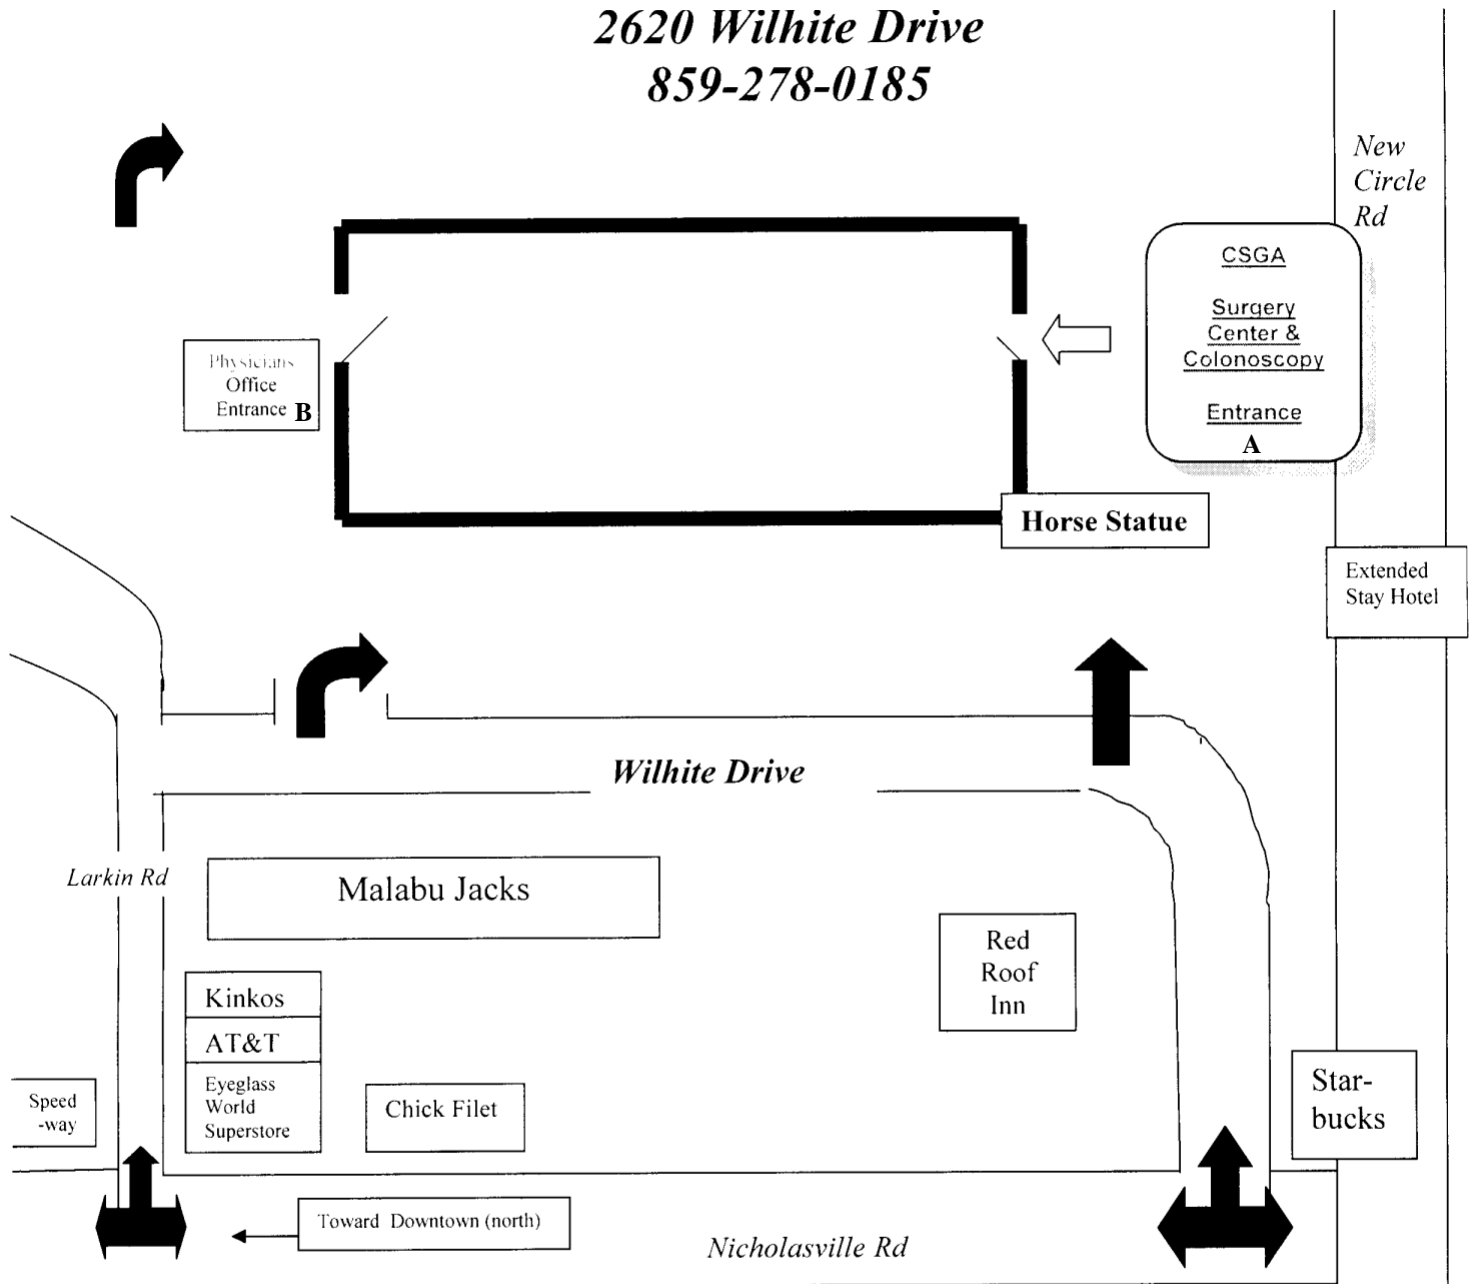 2620 Wilhite Drive
859-278-0185
New
Circle
Rd
CSGA
Surgery
Center &
Colonoscopy
Entrance
A
Physicians
Office
Entrance B
Horse Statue
Extended
Stay Hotel
Wilhite Drive
Larkin Rd
Malabu Jacks
Red
Roof
Inn
Kinkos
AT&T
Eyeglass
World
Superstore
Chick Filet
Speed
-way
Star-
bucks
Toward Downtown (north)
Nicholasville Rd